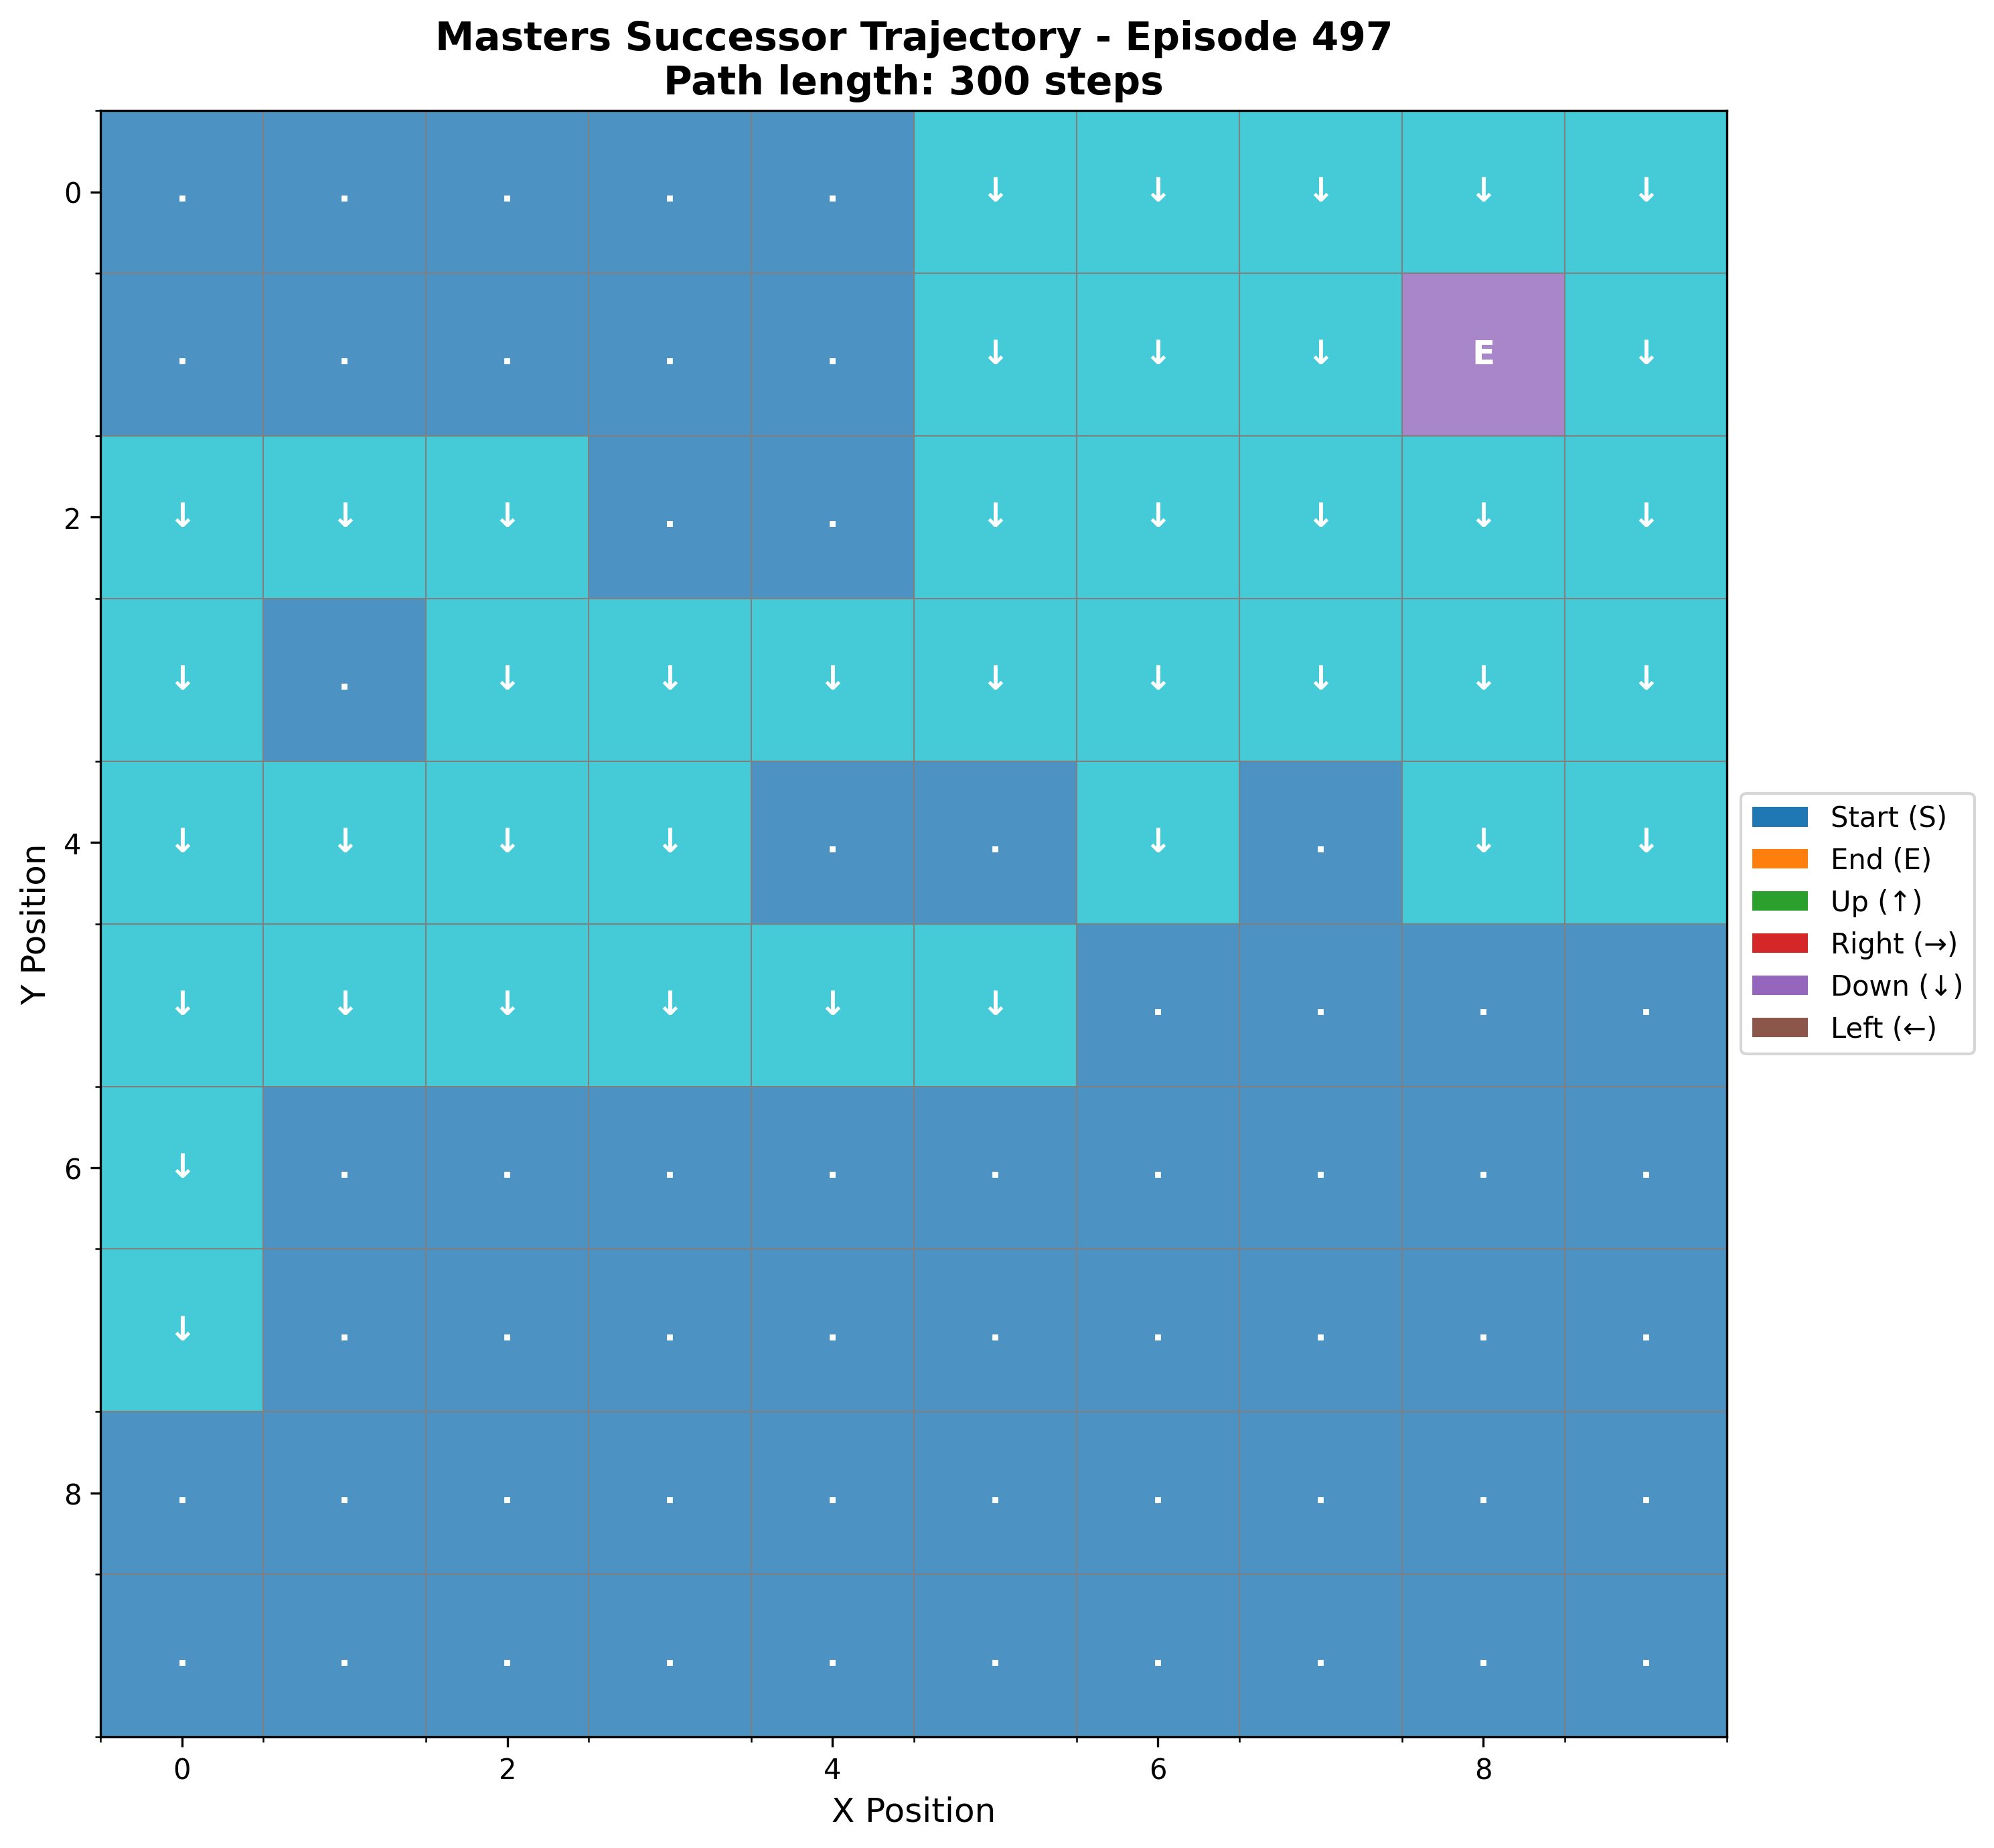 Masters Successor Trajectory - Episode 497
Path length: 300 steps
0 . . . . . ↓ ↓ ↓ ↓ ↓
. . . . . ↓ ↓ ↓ E ↓
2 ↓ ↓ ↓ . . ↓ ↓ ↓ ↓ ↓
↓ . ↓ ↓ ↓ ↓ ↓ ↓ ↓ ↓
4 ↓ ↓ ↓ ↓ . . ↓ . ↓ ↓
↓ ↓ ↓ ↓ ↓ ↓ . . . .
6 ↓ . . . . . . . . .
↓ . . . . . . . . .
8 . . . . . . . . . .
. . . . . . . . . .
0 2 4 6 8
X Position
Y Position
Start (S)
End (E)
Up (↑)
Right (→)
Down (↓)
Left (←)